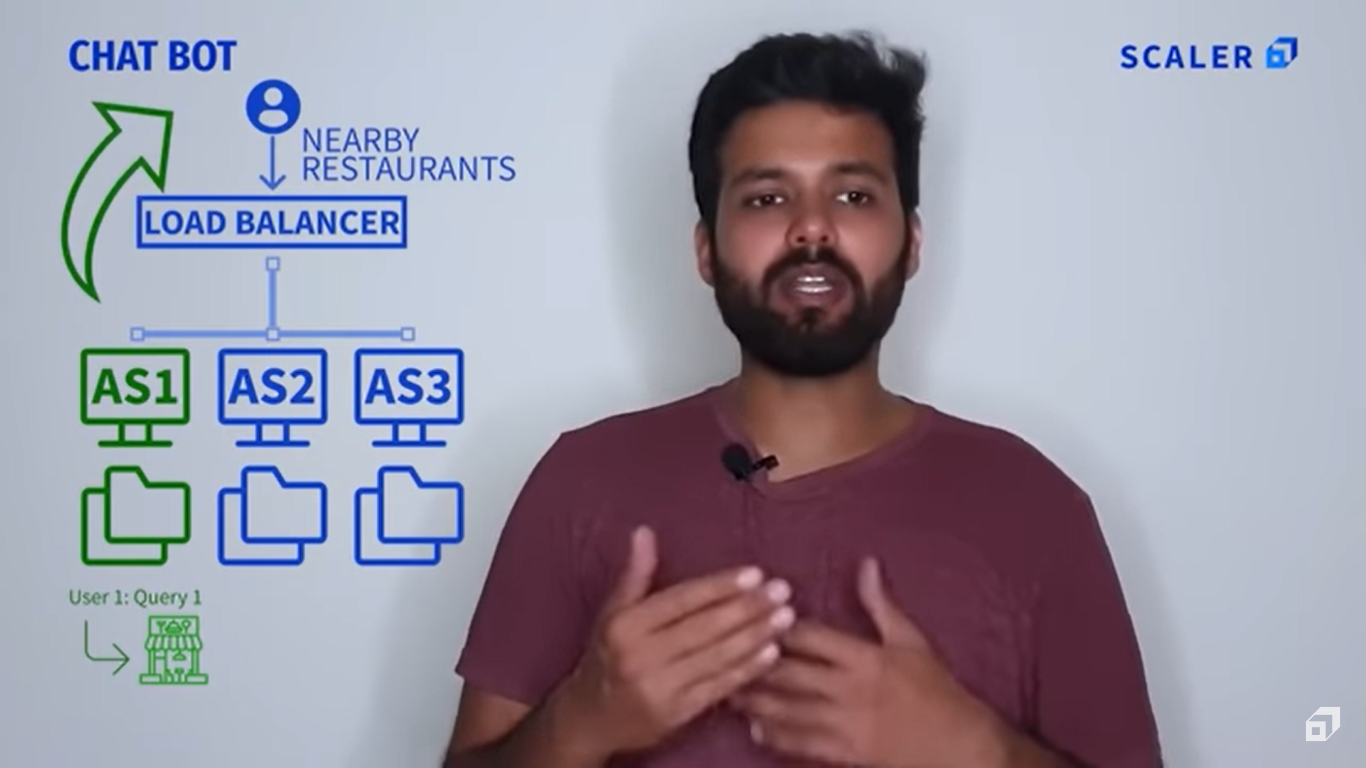 CHAT BOT
SCALER
NEARBY
RESTAURANTS
LOAD BALANCER
AS1 AS2 AS3
User 1: Query 1